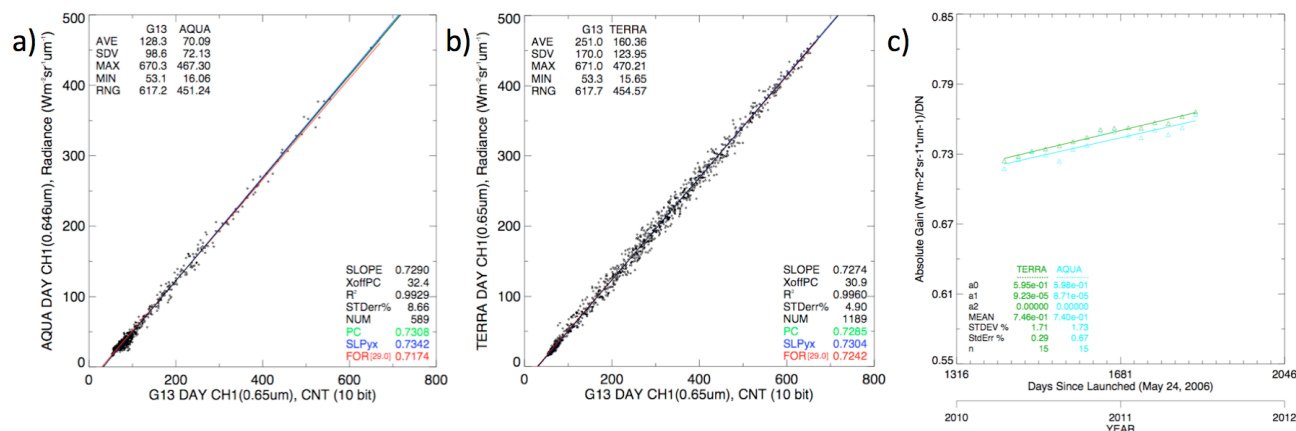 a)
G13 AQUA
AVE 128.3 70.09
SDV 98.6 72.13
MAX 670.3 467.30
MIN 53.1 16.06
RNG 617.2 451.24
AQUA DAY CH1(0.646um), Radiance (Wm-2sr-1um-1)
500
400
300
200
100
0
SLOPE 0.7290
XoffPC 32.4
R2 0.9929
STDerr% 8.66
NUM 589
PC 0.7308
SLPyx 0.7342
FOR[29.0] 0.7174
0 200 400 600 800
G13 DAY CH1(0.65um), CNT (10 bit)
b)
G13 TERRA
AVE 251.0 160.36
SDV 170.0 123.95
MAX 671.0 470.21
MIN 53.3 15.65
RNG 617.7 454.57
TERRA DAY CH1(0.65um), Radiance (Wm-2sr-1um-1)
500
400
300
200
100
0
SLOPE 0.7274
XoffPC 30.9
R2 0.9960
STDerr% 4.90
NUM 1189
PC 0.7285
SLPyx 0.7304
FOR[29.0] 0.7242
0 200 400 600 800
G13 DAY CH1(0.65um), CNT (10 bit)
c)
Absolute Gain (W*m-2*sr-1*um-1)/DN
0.85
0.79
0.73
0.67
0.61
0.55
TERRA AQUA
a0 5.95e-01 5.98e-01
a1 9.23e-05 8.71e-05
a2 0.00000 0.00000
MEAN 7.46e-01 7.40e-01
STDEV % 1.71 1.73
StdErr % 0.29 0.67
n 15 15
1316 1681 2046
Days Since Launched (May 24, 2006)
2010 2011 2012
YEAR